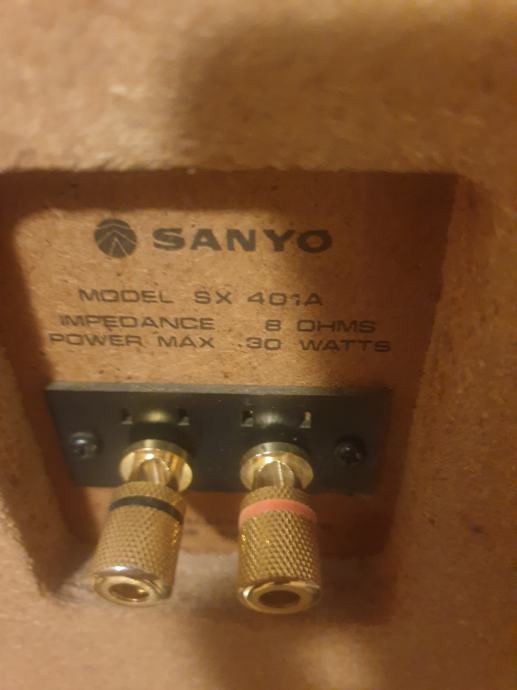 SANYO
MODEL SX 401A
IMPEDANCE 8 OHMS
POWER MAX 30 WATTS